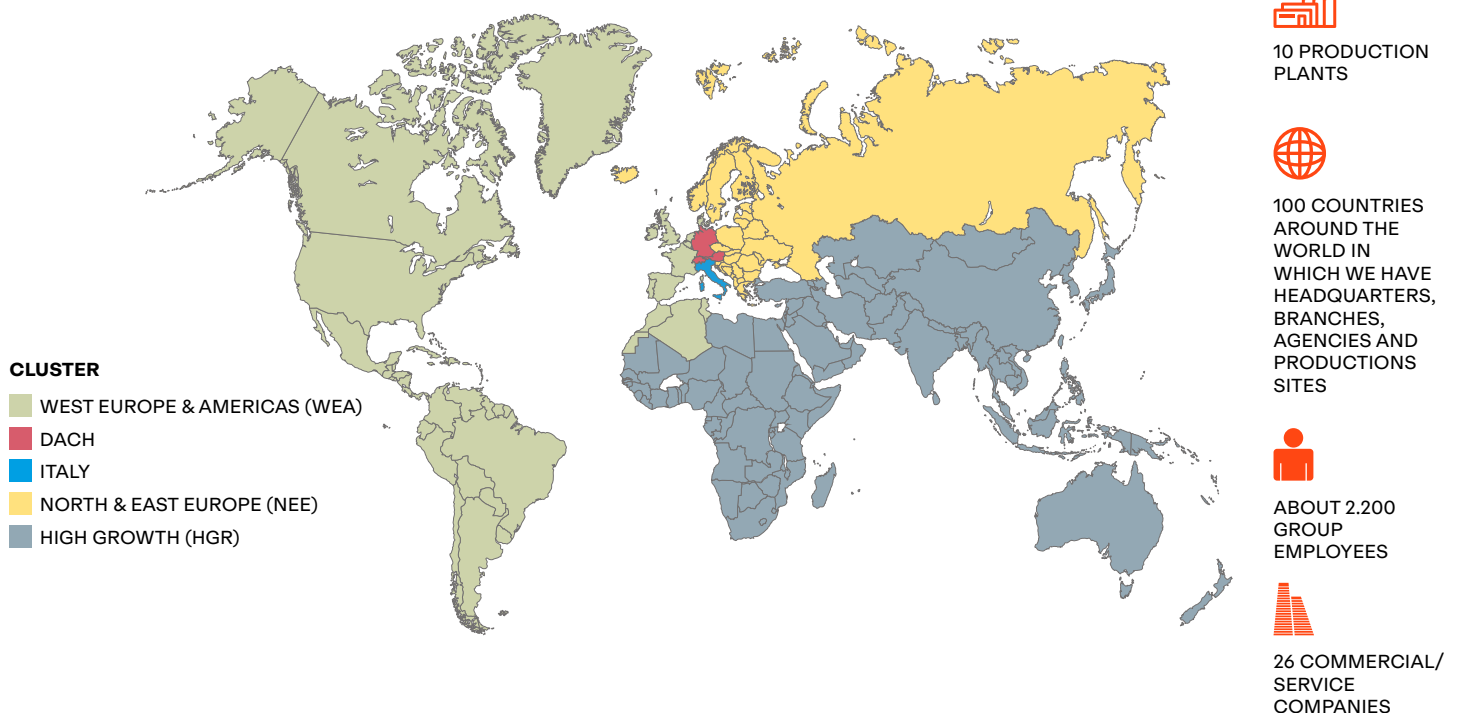 CLUSTER
WEST EUROPE & AMERICAS (WEA)
DACH
ITALY
NORTH & EAST EUROPE (NEE)
HIGH GROWTH (HGR)
10 PRODUCTION
PLANTS
100 COUNTRIES
AROUND THE
WORLD IN
WHICH WE HAVE
HEADQUARTERS,
BRANCHES,
AGENCIES AND
PRODUCTIONS
SITES
ABOUT 2.200
GROUP
EMPLOYEES
26 COMMERCIAL/
SERVICE
COMPANIES